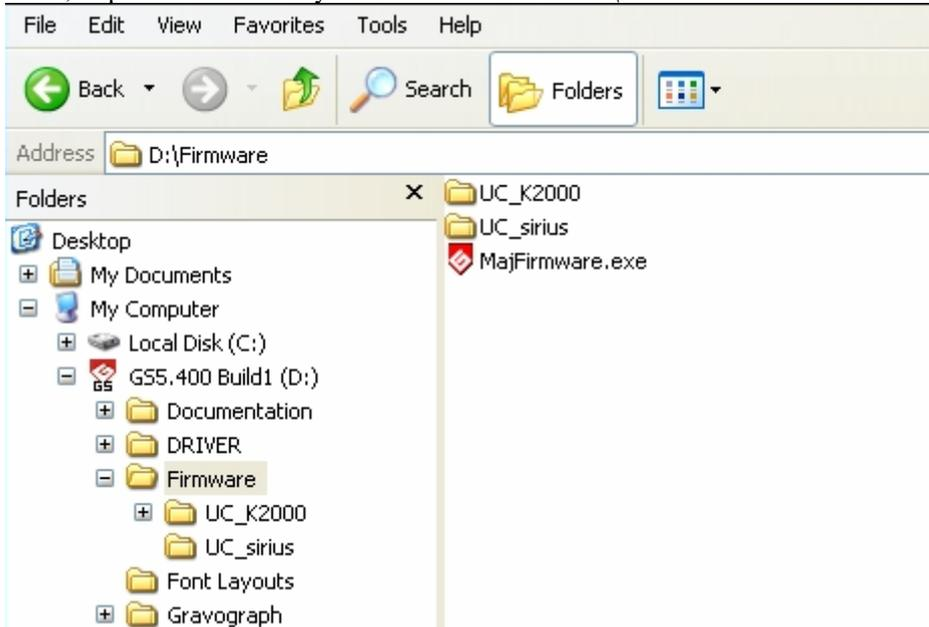 File Edit View Favorites Tools Help
Back Search Folders
Address D:\Firmware
Folders
Desktop
My Documents
My Computer
Local Disk (C:)
GS5.400 Build1 (D:)
Documentation
DRIVER
Firmware
UC_K2000
UC_sirius
Font Layouts
Gravograph
UC_K2000
UC_sirius
MajFirmware.exe